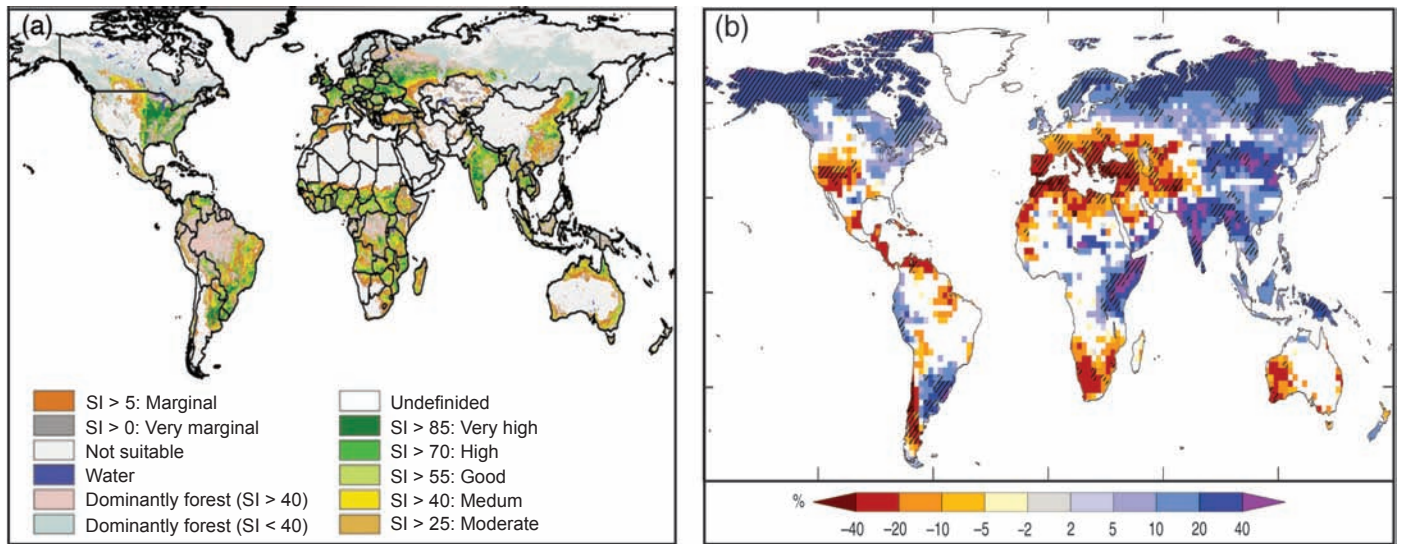 (a)
SI > 5: Marginal
SI > 0: Very marginal
Not suitable
Water
Dominantly forest (SI > 40)
Dominantly forest (SI < 40)
Undefinided
SI > 85: Very high
SI > 70: High
SI > 55: Good
SI > 40: Medum
SI > 25: Moderate
(b)
%
−40 −20 −10 −5 −2 2 5 10 20 40